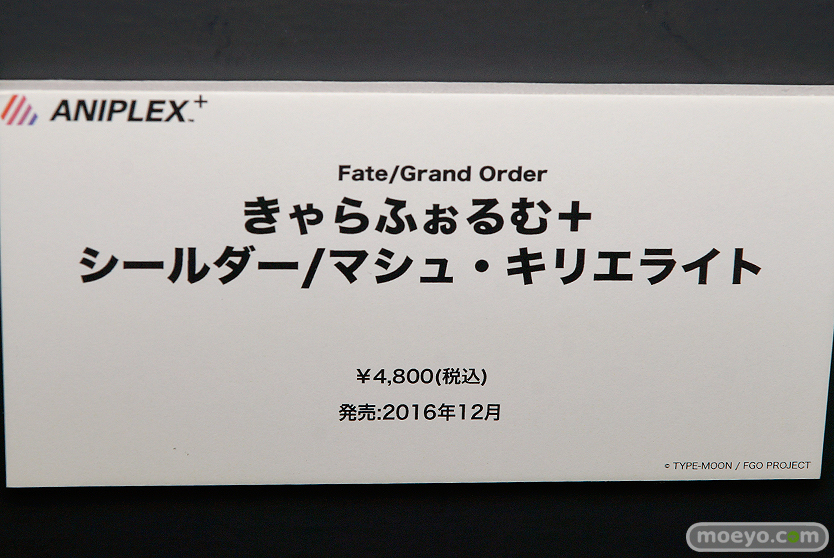 ANIPLEX+
Fate/Grand Order
きゃらふぉるむ＋
シールダー/マシュ・キリエライト
￥4,800(税込)
発売:2016年12月
© TYPE-MOON / FGO PROJECT
moeyo.com